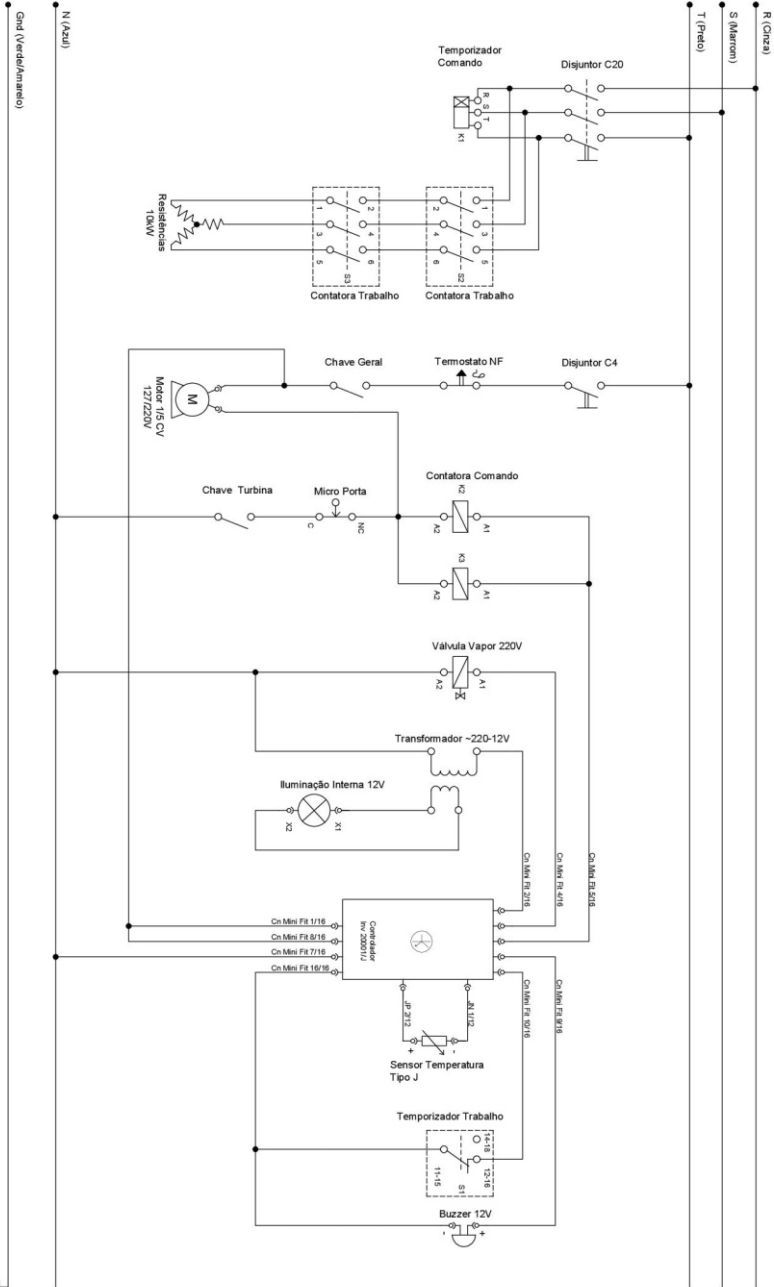 R (Cinza)
S (Marrom)
T (Preto)
N (Azul)
Gnd (Verde/Amarelo)
Temporizador
Comando
Disjuntor C20
R
S
T
K1
Resistências
10kW
1
2
3
4
5
6
S3
Contatora Trabalho
2
1
4
3
6
5
S2
Contatora Trabalho
Chave Geral
Termostato NF
Disjuntor C4
M
Motor 1/5 CV
127/220V
Contatora Comando
K2
A2
A1
Chave Turbina
Micro Porta
C
NC
K3
A2
A1
Válvula Vapor 220V
A2
A1
Transformador ~220-12V
Iluminação Interna 12V
X2
X1
Cn Mini Fit 2/16
Cn Mini Fit 4/16
Cn Mini Fit 5/16
Cn Mini Fit 1/16
Cn Mini Fit 8/16
Cn Mini Fit 7/16
Cn Mini Fit 16/16
Controlador
Inv 20001/J
JP 2/12
JN 1/12
Cn Mini Fit 10/16
Cn Mini Fit 9/16
+
-
Sensor Temperatura
Tipo J
Temporizador Trabalho
14-18
12-16
11-15
S1
Buzzer 12V
-
+